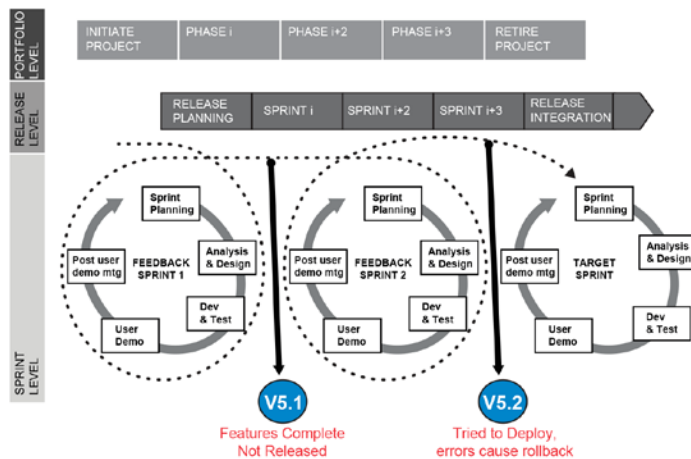 PORTFOLIO
LEVEL
INITIATE
PROJECT
PHASE i
PHASE i+2
PHASE i+3
RETIRE
PROJECT
RELEASE
LEVEL
RELEASE
PLANNING
SPRINT i
SPRINT i+2
SPRINT i+3
RELEASE
INTEGRATION
SPRINT
LEVEL
Sprint
Planning
Analysis
& Design
Dev
& Test
User
Demo
Post user
demo mtg
FEEDBACK
SPRINT 1
Sprint
Planning
Analysis
& Design
Dev
& Test
User
Demo
Post user
demo mtg
FEEDBACK
SPRINT 2
Sprint
Planning
Analysis
& Design
Dev
& Test
User
Demo
Post user
demo mtg
TARGET
SPRINT
V5.1
Features Complete
Not Released
V5.2
Tried to Deploy,
errors cause rollback